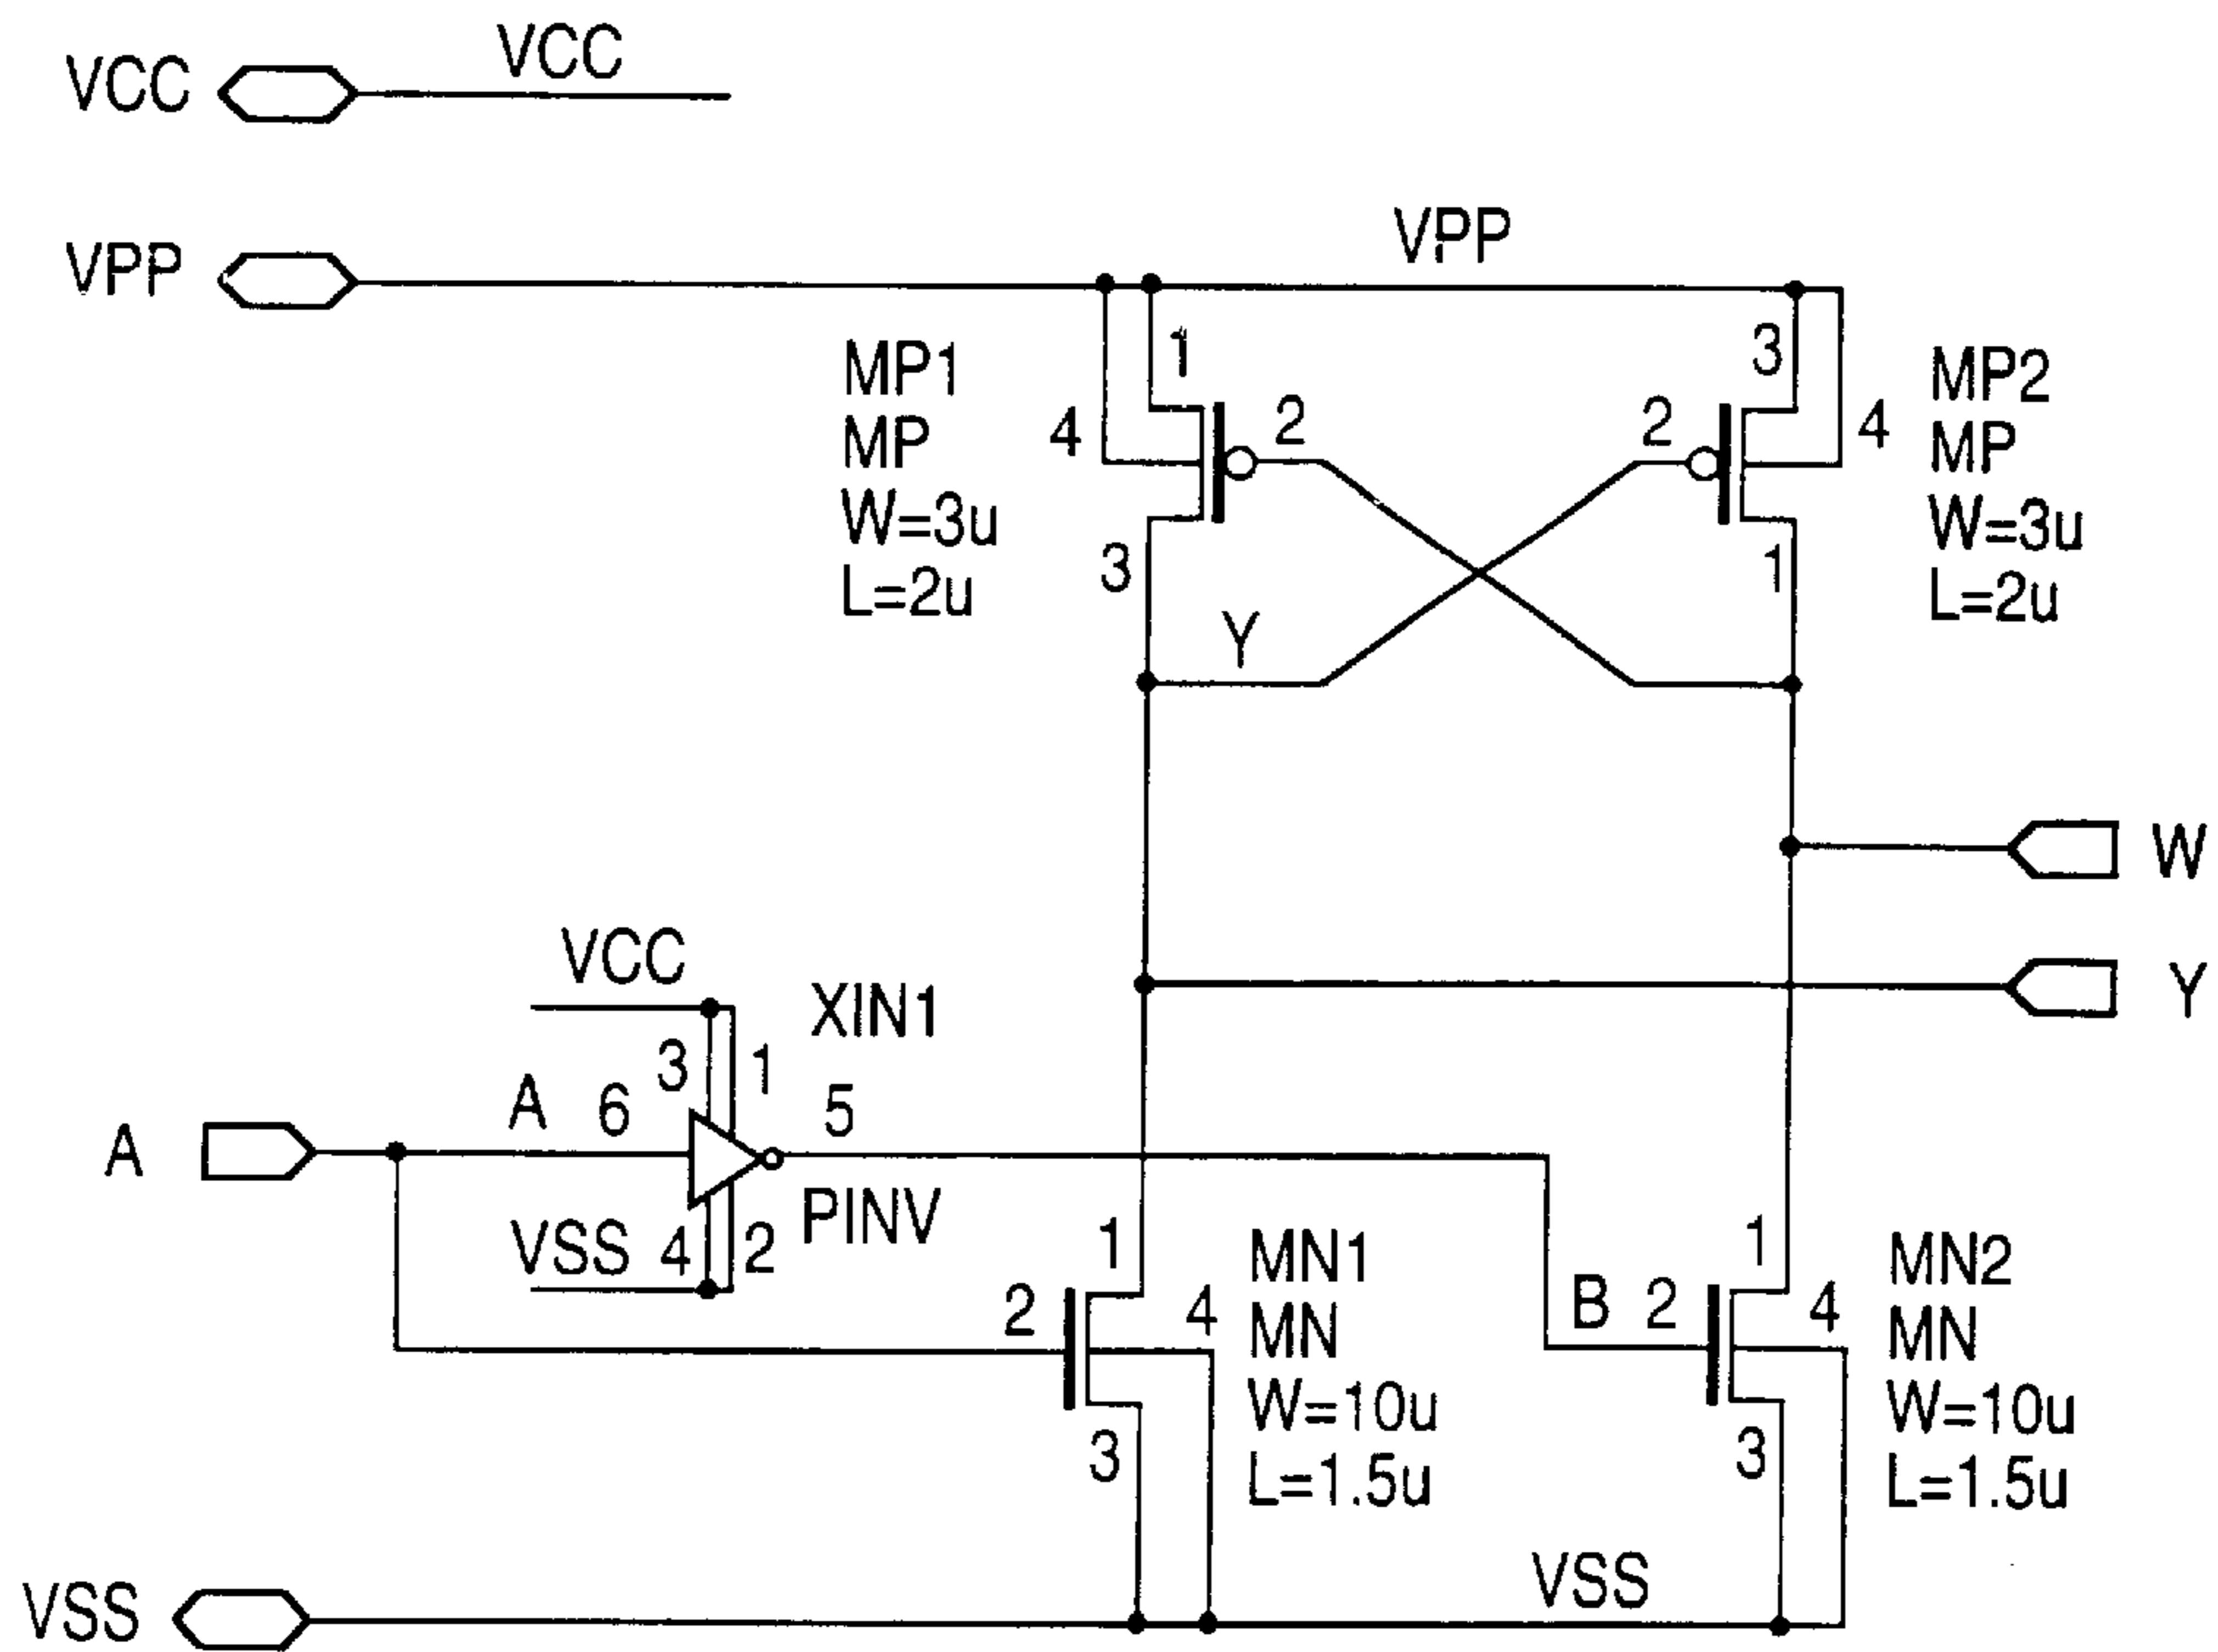 VCC
VCC
VPP
VPP
1
3
MP1
MP
W=3u
L=2u
4
2
2
4
MP2
MP
W=3u
L=2u
3
1
Y
W
Y
VCC
XIN1
3
1
A
A
6
5
PINV
VSS
4
2
1
2
4
MN1
MN
W=10u
L=1.5u
3
B
2
1
4
MN2
MN
W=10u
L=1.5u
3
VSS
VSS